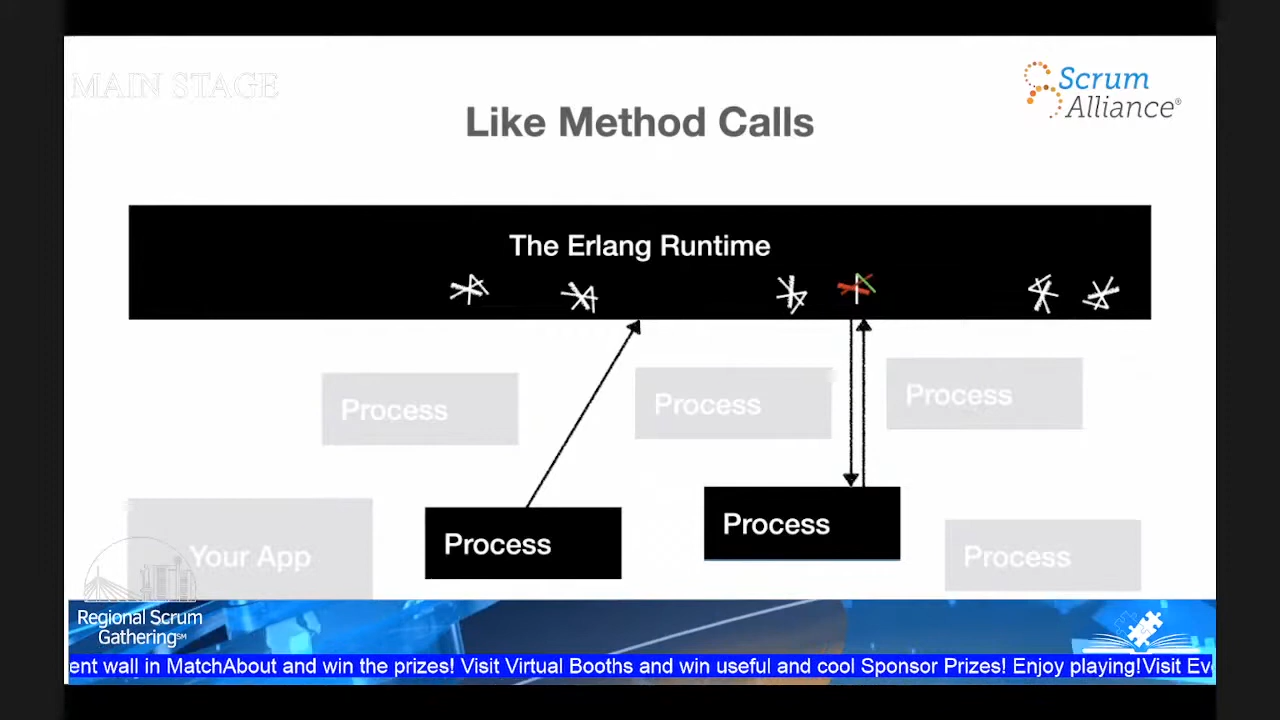 MAIN STAGE
Scrum
Alliance®
Like Method Calls
The Erlang Runtime
Process
Process
Process
Process
Process
Your App
Process
Regional Scrum
Gathering℠
ent wall in MatchAbout and win the prizes! Visit Virtual Booths and win useful and cool Sponsor Prizes! Enjoy playing!Visit Eve